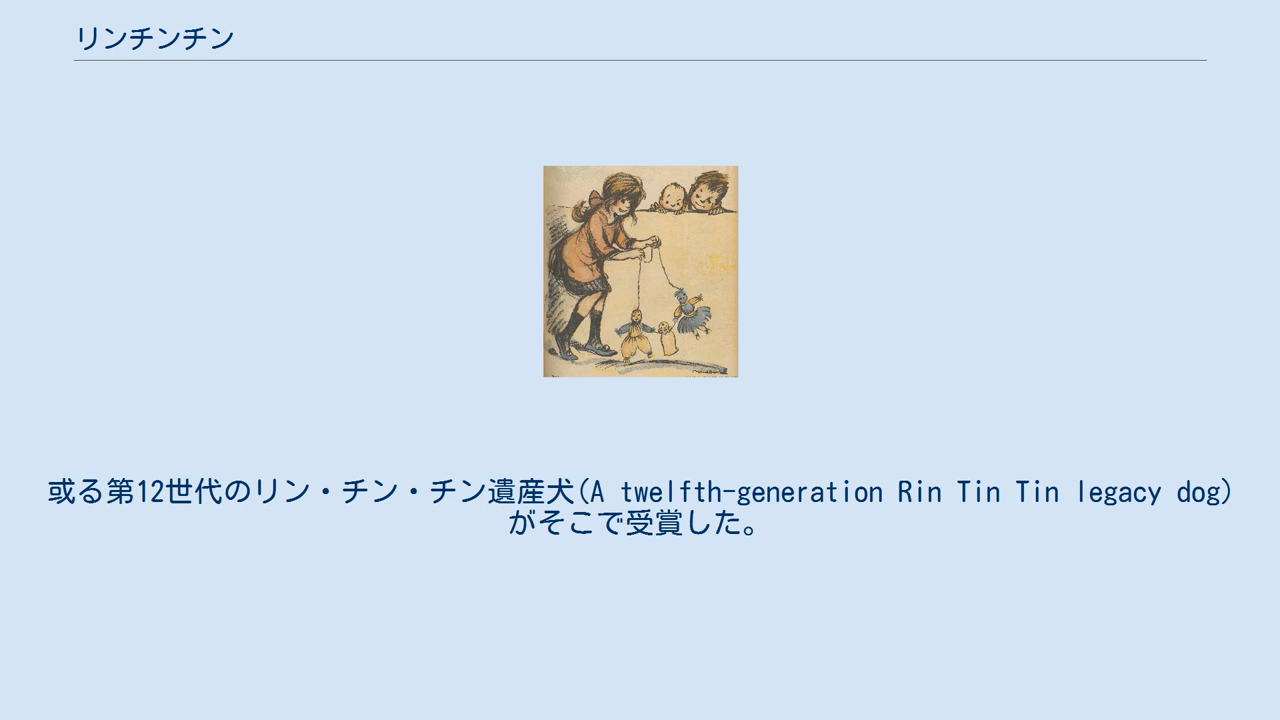 リンチンチン
或る第12世代のリン・チン・チン遺産犬(A twelfth-generation Rin Tin Tin legacy dog)
がそこで受賞した。